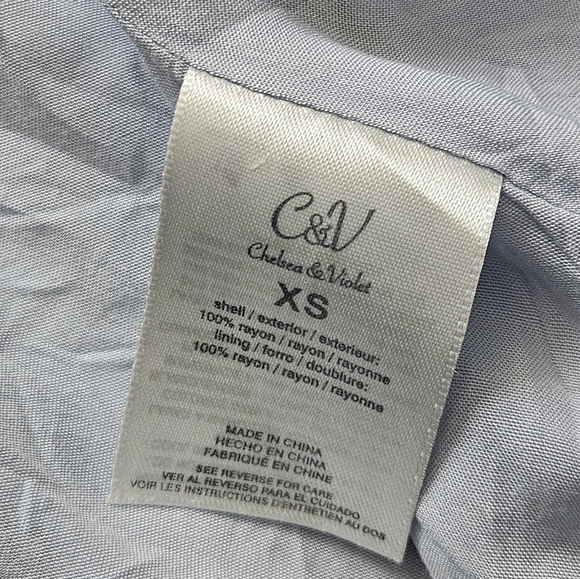 C&V
Chelsea & Violet
XS
shell / exterior / exterieur:
100% rayon / rayon / rayonne
lining / forro / doublure:
100% rayon / rayon / rayonne
MADE IN CHINA
HECHO EN CHINA
FABRIQUÉ EN CHINE
SEE REVERSE FOR CARE
VER AL REVERSO PARA EL CUIDADO
VOIR LES INSTRUCTIONS D'ENTRETIEN AU DOS